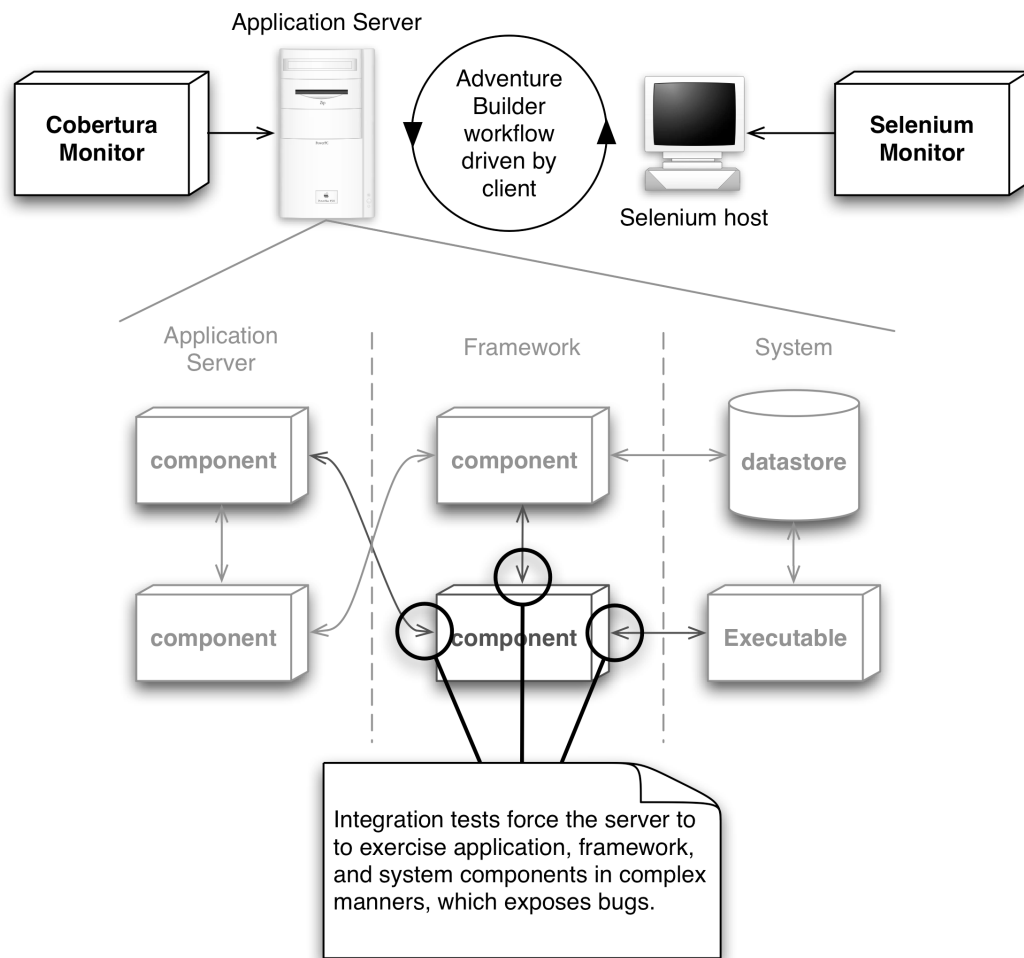 Application Server
Adventure
Builder
workflow
driven by
client
Cobertura
Monitor
Selenium
Monitor
Selenium host
Application
Server
Framework
System
component
component
datastore
component
component
Executable
Integration tests force the server to
to exercise application, framework,
and system components in complex
manners, which exposes bugs.